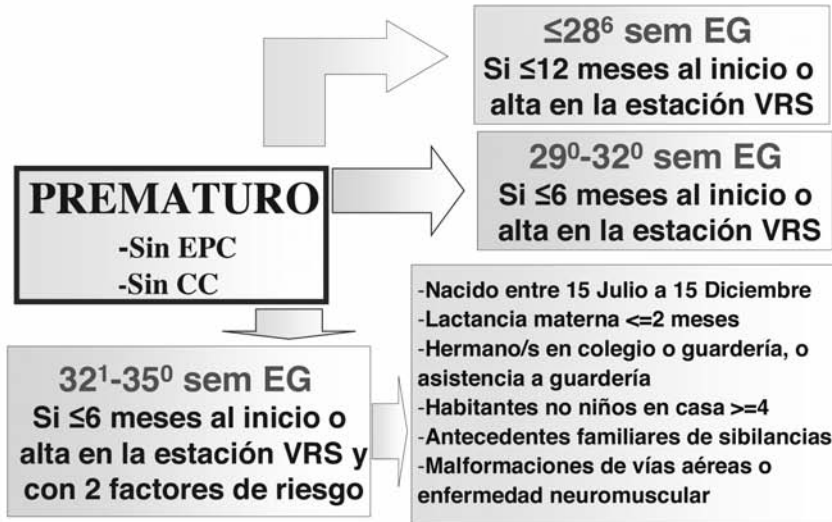 ≤28⁶ sem EG
Si ≤12 meses al inicio o
alta en la estación VRS
29⁰-32⁰ sem EG
Si ≤6 meses al inicio o
alta en la estación VRS
PREMATURO
-Sin EPC
-Sin CC
32¹-35⁰ sem EG
Si ≤6 meses al inicio o
alta en la estación VRS y
con 2 factores de riesgo
-Nacido entre 15 Julio a 15 Diciembre
-Lactancia materna <=2 meses
-Hermano/s en colegio o guardería, o
asistencia a guardería
-Habitantes no niños en casa >=4
-Antecedentes familiares de sibilancias
-Malformaciones de vías aéreas o
enfermedad neuromuscular